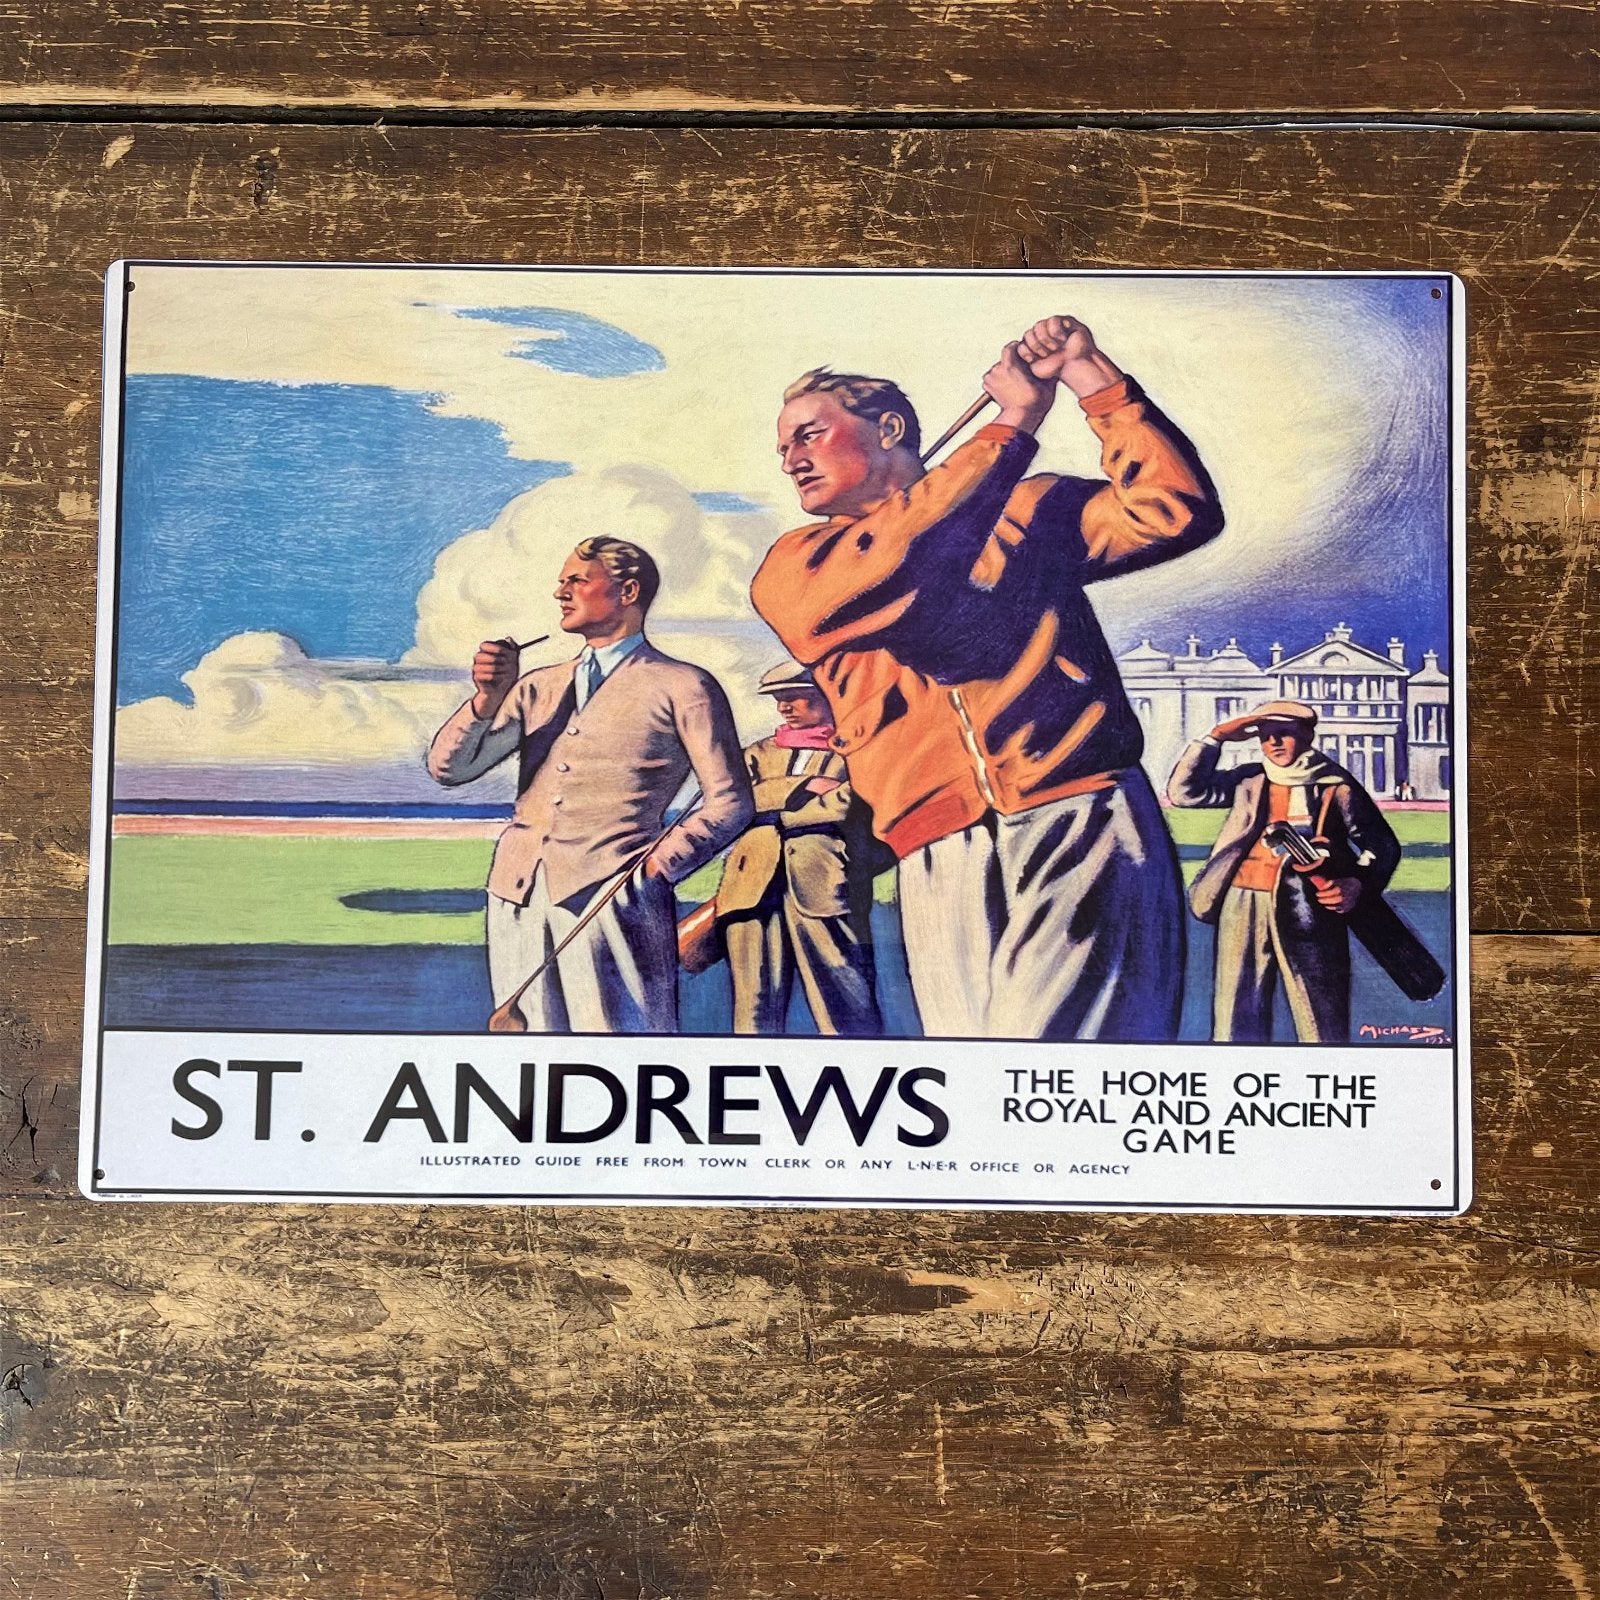 MICHAEL
ST. ANDREWS
THE HOME OF THE
ROYAL AND ANCIENT
GAME
ILLUSTRATED GUIDE FREE FROM TOWN CLERK OR ANY L·N·E·R OFFICE OR AGENCY